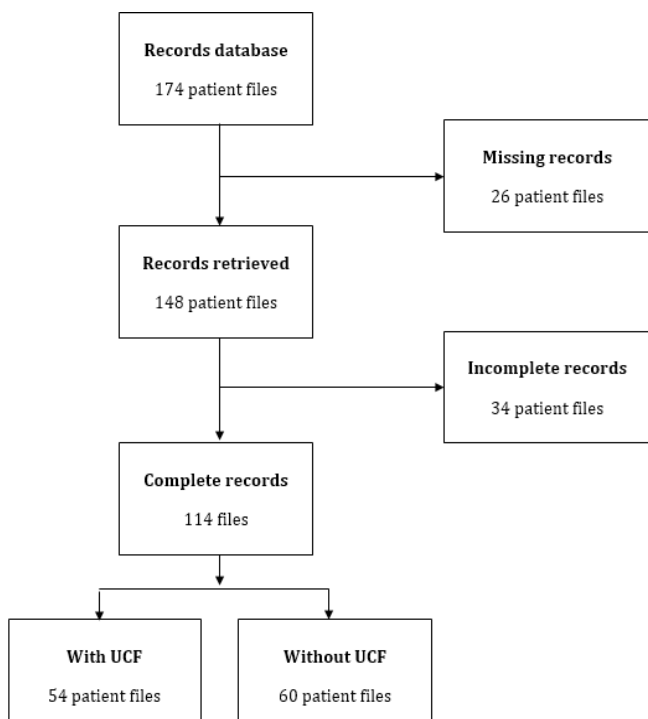 Records database
174 patient files
Missing records
26 patient files
Records retrieved
148 patient files
Incomplete records
34 patient files
Complete records
114 files
With UCF
54 patient files
Without UCF
60 patient files